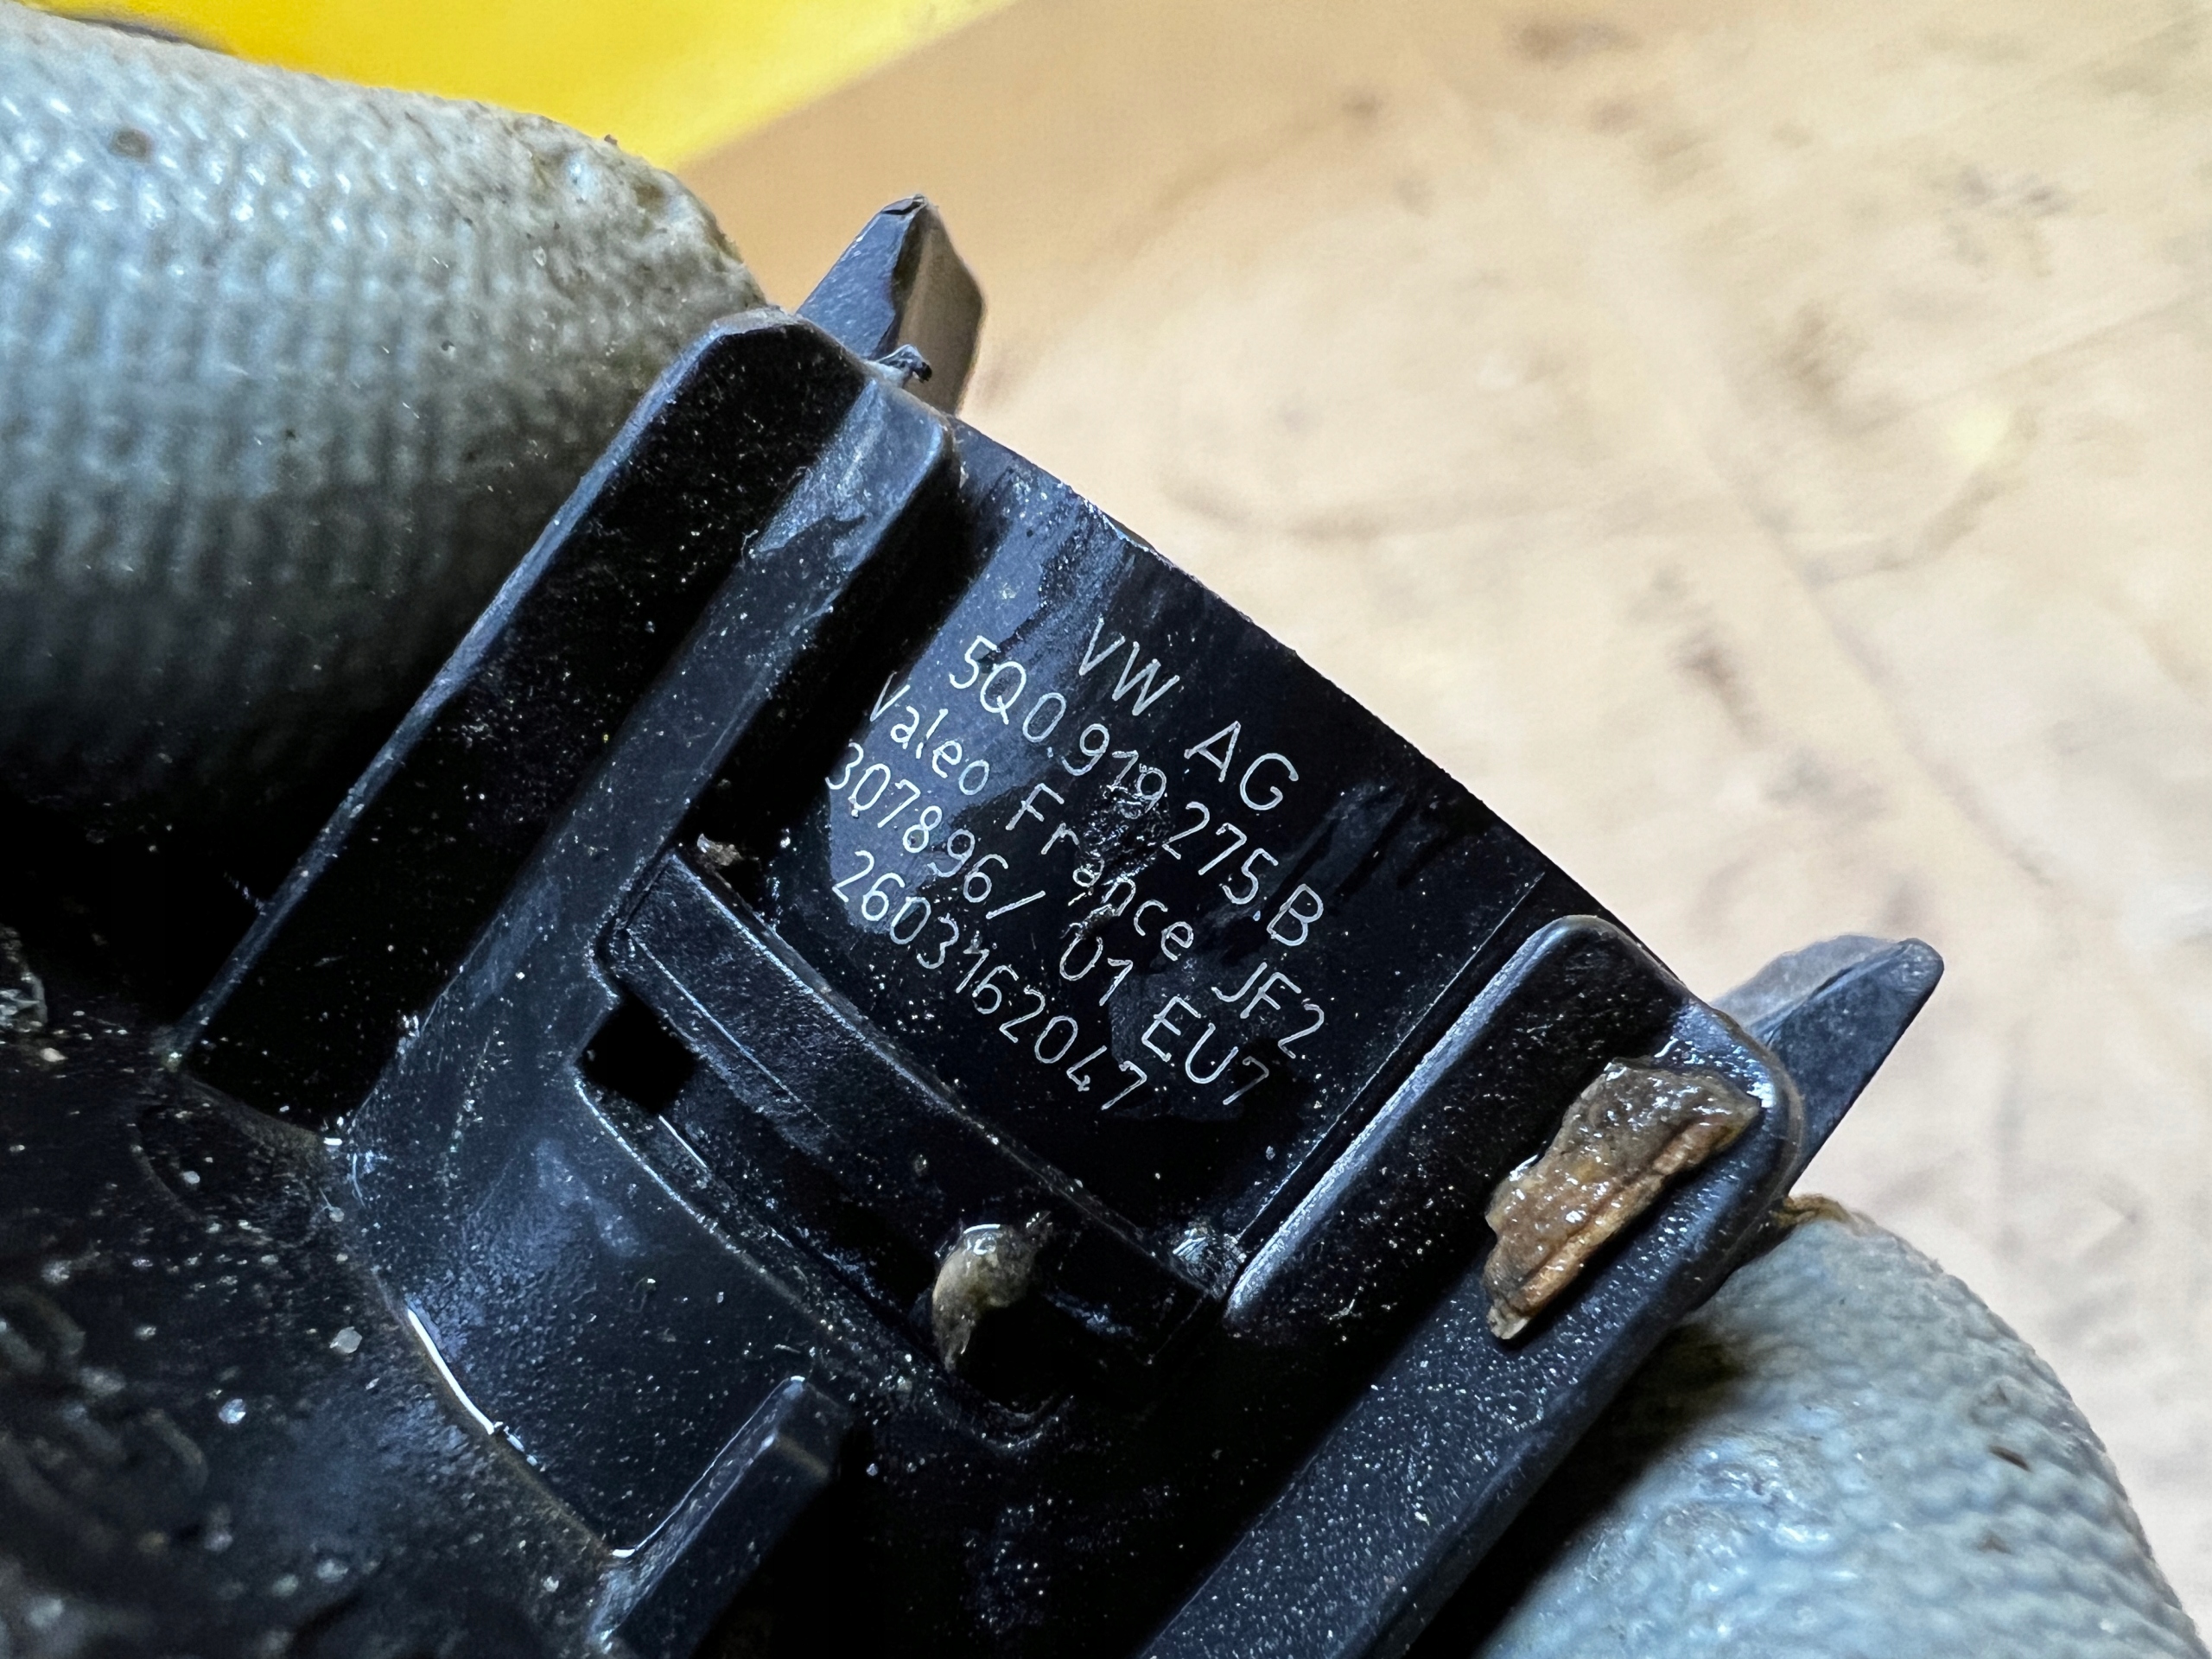 VW AG
5Q0.919.275.B
Valeo France JF2
307896/ 01 EU7
2603162047